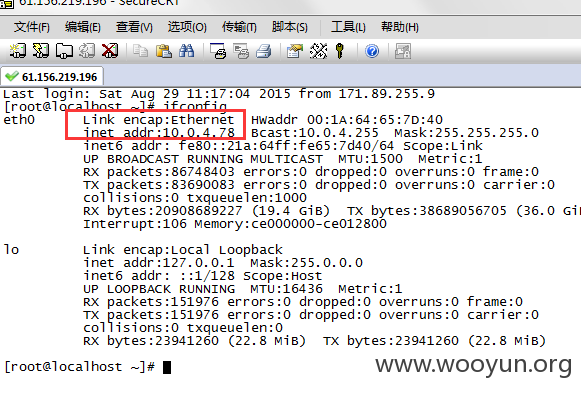 61.156.219.196 - SecureCRT
文件(F) 编辑(E) 查看(V) 选项(O) 传输(T) 脚本(S) 工具(L) 帮助(H)
61.156.219.196
Last login: Sat Aug 29 11:17:04 2015 from 171.89.255.9
[root@localhost ~]# ifconfig
eth0 Link encap:Ethernet HWaddr 00:1A:64:65:7D:40
inet addr:10.0.4.78 Bcast:10.0.4.255 Mask:255.255.255.0
inet6 addr: fe80::21a:64ff:fe65:7d40/64 Scope:Link
UP BROADCAST RUNNING MULTICAST MTU:1500 Metric:1
RX packets:86748403 errors:0 dropped:0 overruns:0 frame:0
TX packets:83690083 errors:0 dropped:0 overruns:0 carrier:0
collisions:0 txqueuelen:1000
RX bytes:20908689227 (19.4 GiB) TX bytes:38689056705 (36.0 G
Interrupt:106 Memory:ce000000-ce012800
lo Link encap:Local Loopback
inet addr:127.0.0.1 Mask:255.0.0.0
inet6 addr: ::1/128 Scope:Host
UP LOOPBACK RUNNING MTU:16436 Metric:1
RX packets:151976 errors:0 dropped:0 overruns:0 frame:0
TX packets:151976 errors:0 dropped:0 overruns:0 carrier:0
collisions:0 txqueuelen:0
RX bytes:23941260 (22.8 MiB) TX bytes:23941260 (22.8 MiB)
[root@localhost ~]#
www.wooyun.org